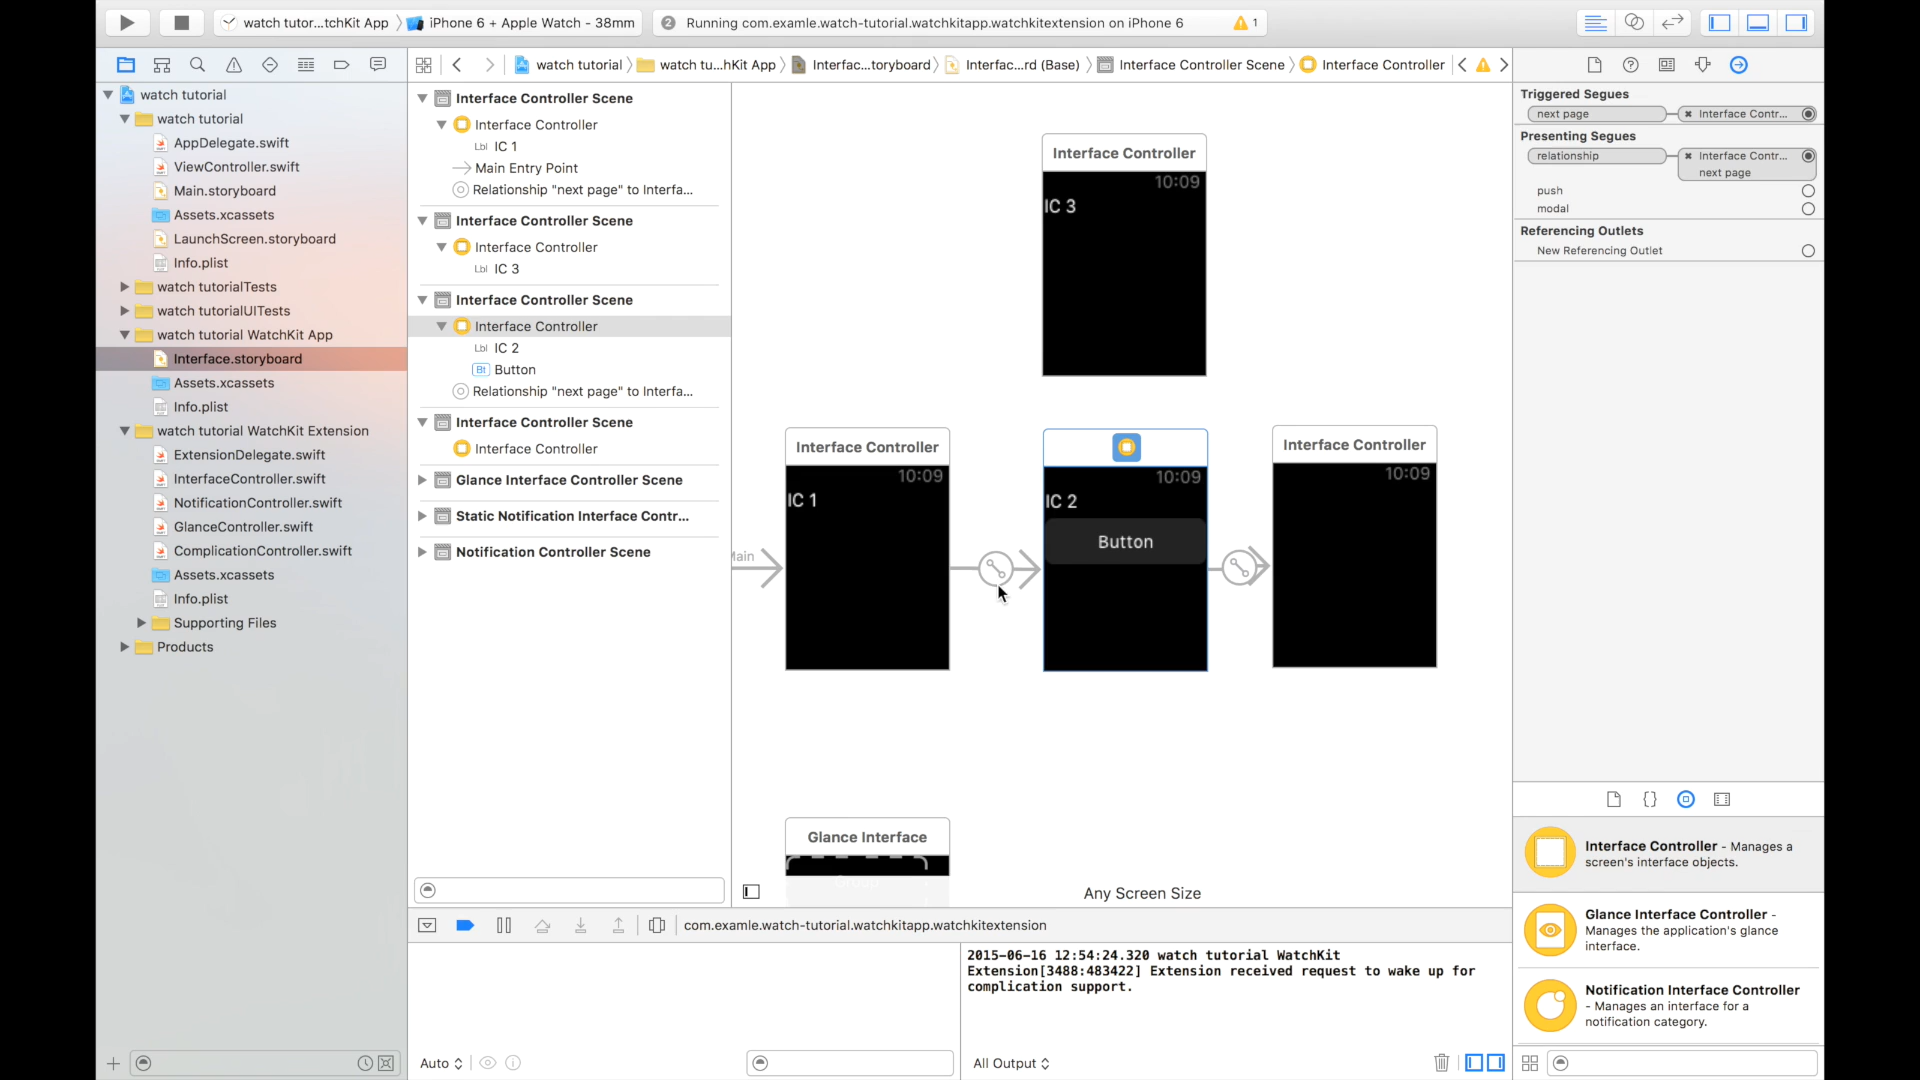 watch tutor...tchKit App
iPhone 6 + Apple Watch - 38mm
2 Running com.examle.watch-tutorial.watchkitapp.watchkitextension on iPhone 6
1
watch tutorial
watch tu...hKit App
Interfac...toryboard
Interfac...rd (Base)
Interface Controller Scene
Interface Controller
watch tutorial
watch tutorial
AppDelegate.swift
ViewController.swift
Main.storyboard
Assets.xcassets
LaunchScreen.storyboard
Info.plist
watch tutorialTests
watch tutorialUITests
watch tutorial WatchKit App
Interface.storyboard
Assets.xcassets
Info.plist
watch tutorial WatchKit Extension
ExtensionDelegate.swift
InterfaceController.swift
NotificationController.swift
GlanceController.swift
ComplicationController.swift
Assets.xcassets
Info.plist
Supporting Files
Products
Interface Controller Scene
Interface Controller
Lbl IC 1
Main Entry Point
Relationship "next page" to Interfa...
Interface Controller Scene
Interface Controller
Lbl IC 3
Interface Controller Scene
Interface Controller
Lbl IC 2
Bt Button
Relationship "next page" to Interfa...
Interface Controller Scene
Interface Controller
Glance Interface Controller Scene
Static Notification Interface Contr...
Notification Controller Scene
Interface Controller
10:09
IC 3
Main
Interface Controller
10:09
IC 1
10:09
IC 2
Button
Interface Controller
10:09
Glance Interface
Group
Any Screen Size
Triggered Segues
next page
Interface Contr...
Presenting Segues
relationship
Interface Contr...
next page
push
modal
Referencing Outlets
New Referencing Outlet
{}
Interface Controller - Manages a
screen's interface objects.
Glance Interface Controller -
Manages the application's glance
interface.
Notification Interface Controller
- Manages an interface for a
notification category.
com.examle.watch-tutorial.watchkitapp.watchkitextension
2015-06-16 12:54:24.320 watch tutorial WatchKit
Extension[3488:483422] Extension received request to wake up for
complication support.
Auto
All Output